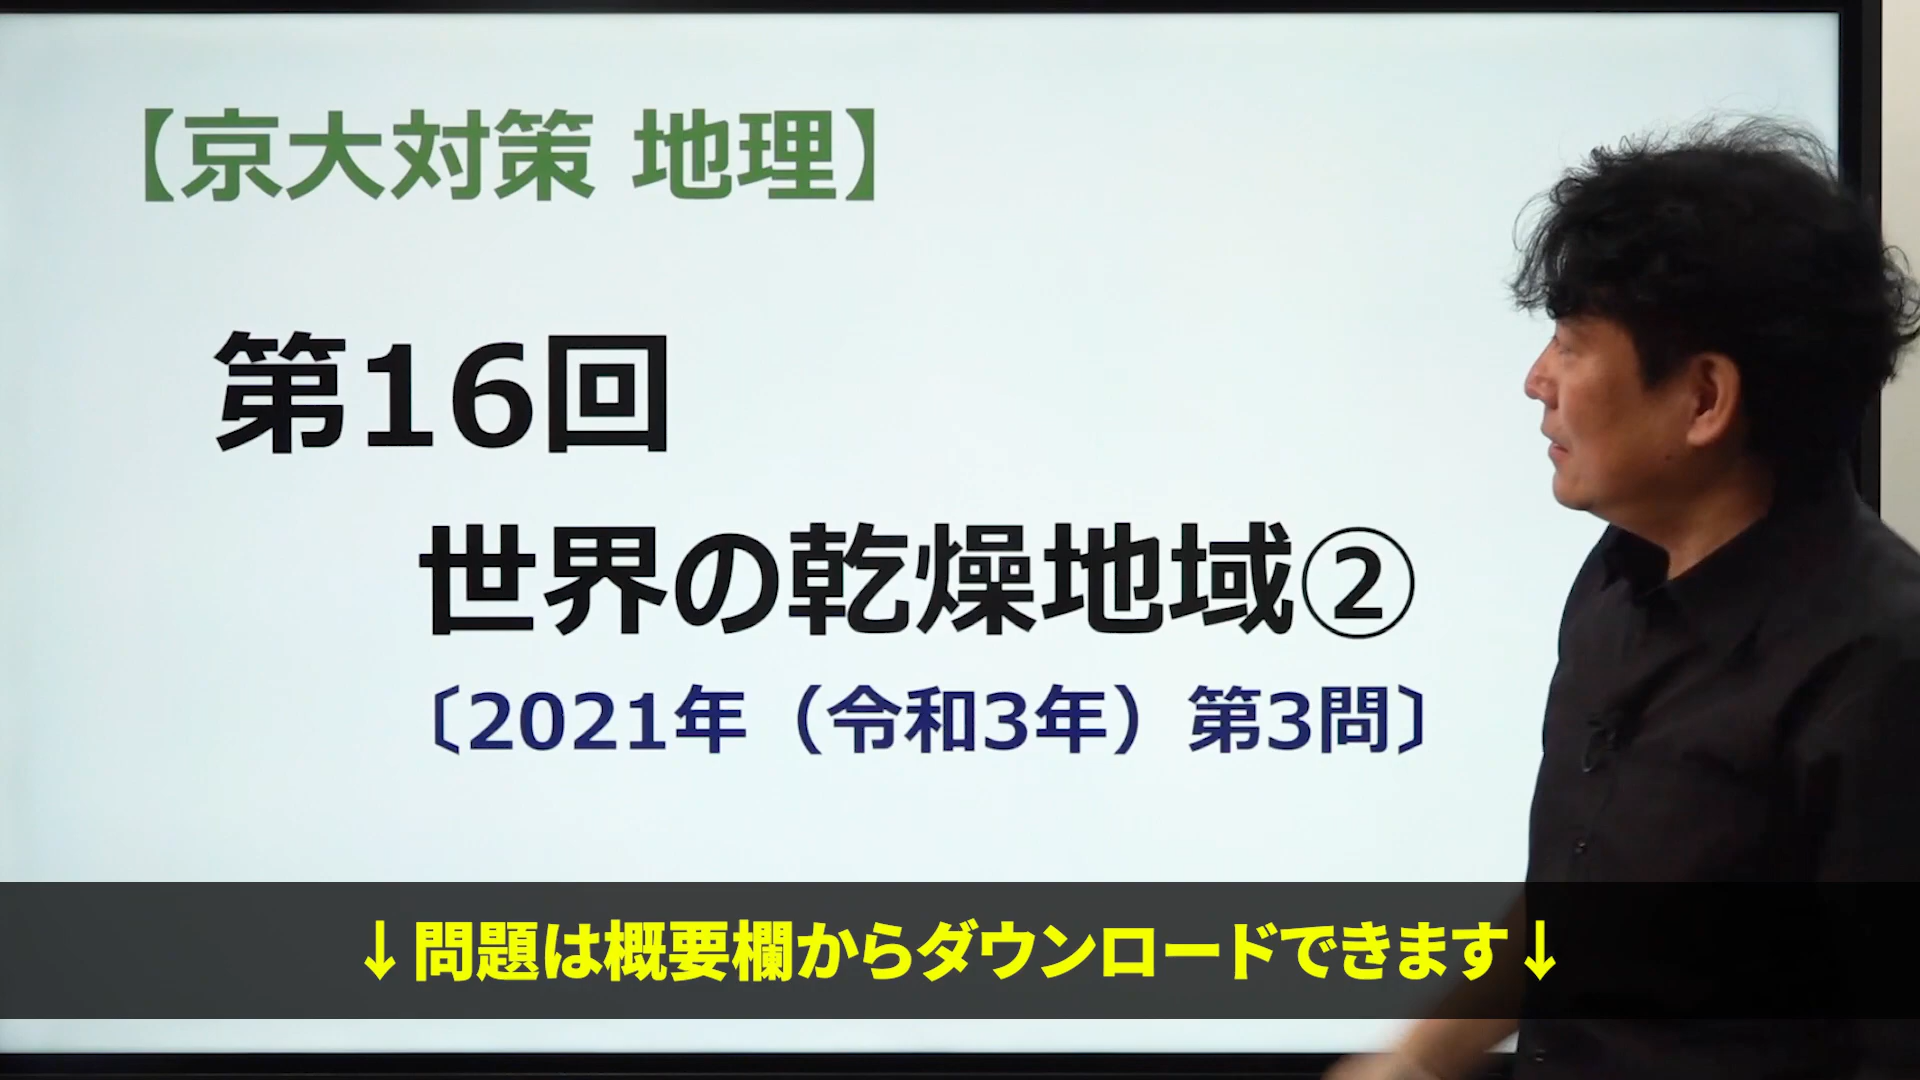 【京大対策 地理】
第16回
世界の乾燥地域②
〔2021年（令和3年）第3問〕
↓問題は概要欄からダウンロードできます↓